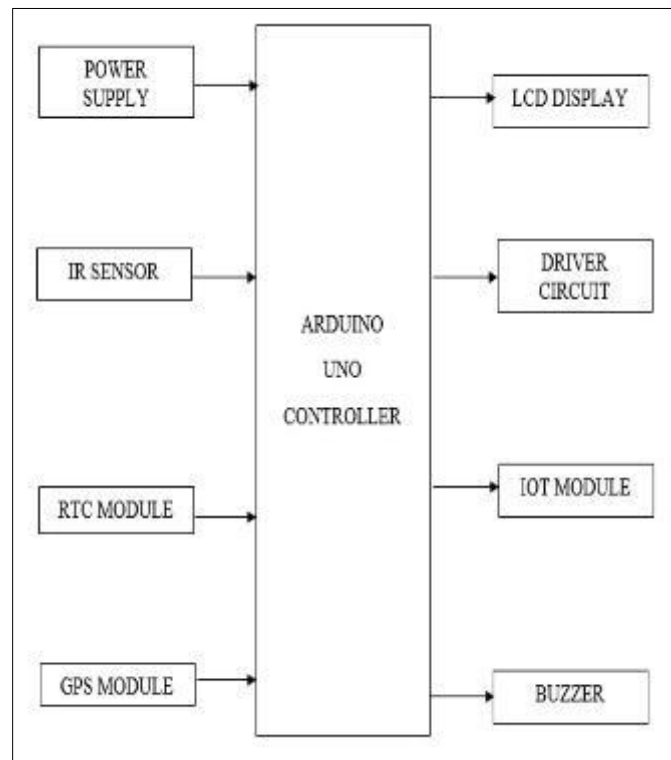 POWER
SUPPLY
IR SENSOR
RTC MODULE
GPS MODULE
ARDUINO
UNO
CONTROLLER
LCD DISPLAY
DRIVER
CIRCUIT
IOT MODULE
BUZZER